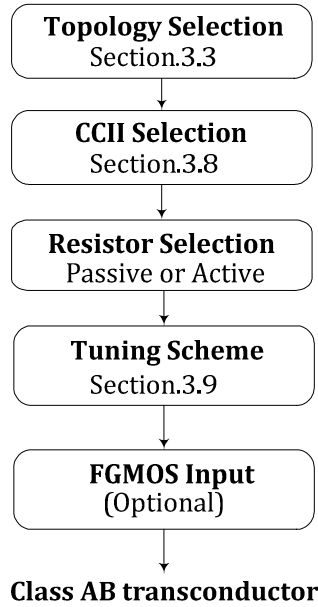 Topology Selection
Section.3.3
CCII Selection
Section.3.8
Resistor Selection
Passive or Active
Tuning Scheme
Section.3.9
FGMOS Input
(Optional)
Class AB transconductor